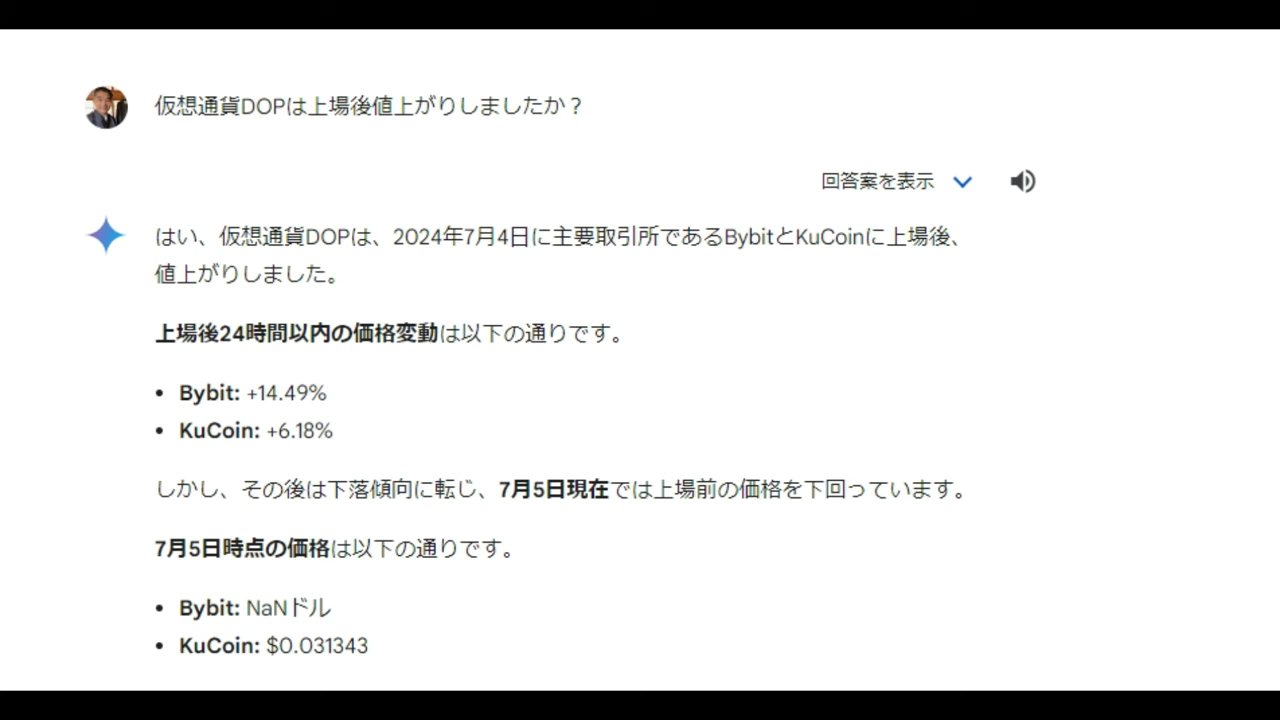 仮想通貨DOPは上場後値上がりしましたか？
回答案を表示
はい、仮想通貨DOPは、2024年7月4日に主要取引所であるBybitとKuCoinに上場後、
値上がりしました。
上場後24時間以内の価格変動は以下の通りです。
• Bybit: +14.49%
• KuCoin: +6.18%
しかし、その後は下落傾向に転じ、7月5日現在では上場前の価格を下回っています。
7月5日時点の価格は以下の通りです。
• Bybit: NaNドル
• KuCoin: $0.031343